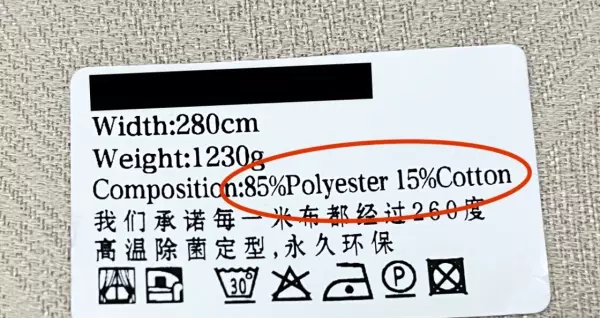 Width:280cm
Weight:1230g
Composition:85%Polyester 15%Cotton
我们承诺每一米布都经过260度
高温除菌定型,永久环保
30° P